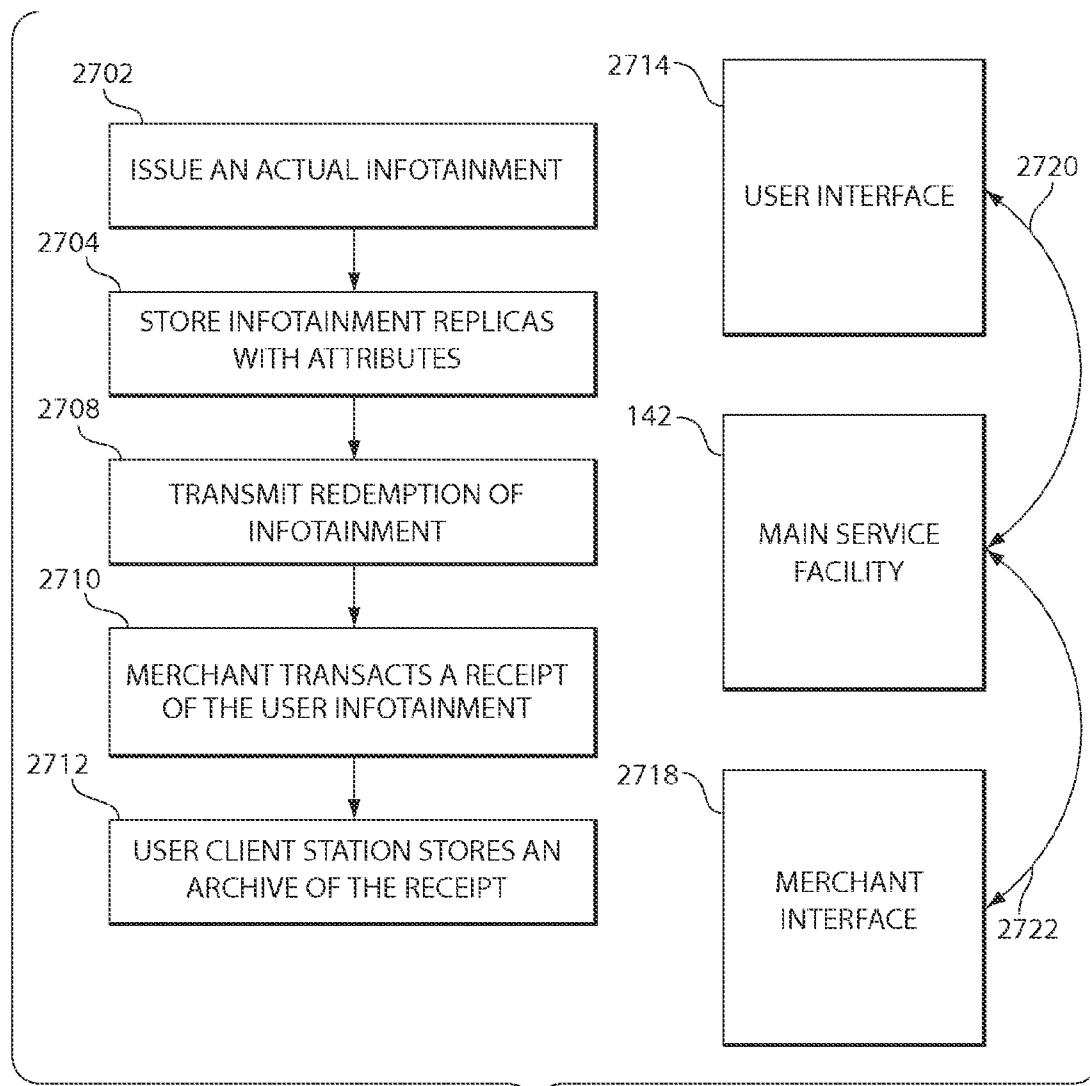 2702
ISSUE AN ACTUAL INFOTAINMENT
2704
STORE INFOTAINMENT REPLICAS
WITH ATTRIBUTES
2708
TRANSMIT REDEMPTION OF
INFOTAINMENT
2710
MERCHANT TRANSACTS A RECEIPT
OF THE USER INFOTAINMENT
2712
USER CLIENT STATION STORES AN
ARCHIVE OF THE RECEIPT
2714
USER INTERFACE
2720
142
MAIN SERVICE
FACILITY
2718
MERCHANT
INTERFACE
2722